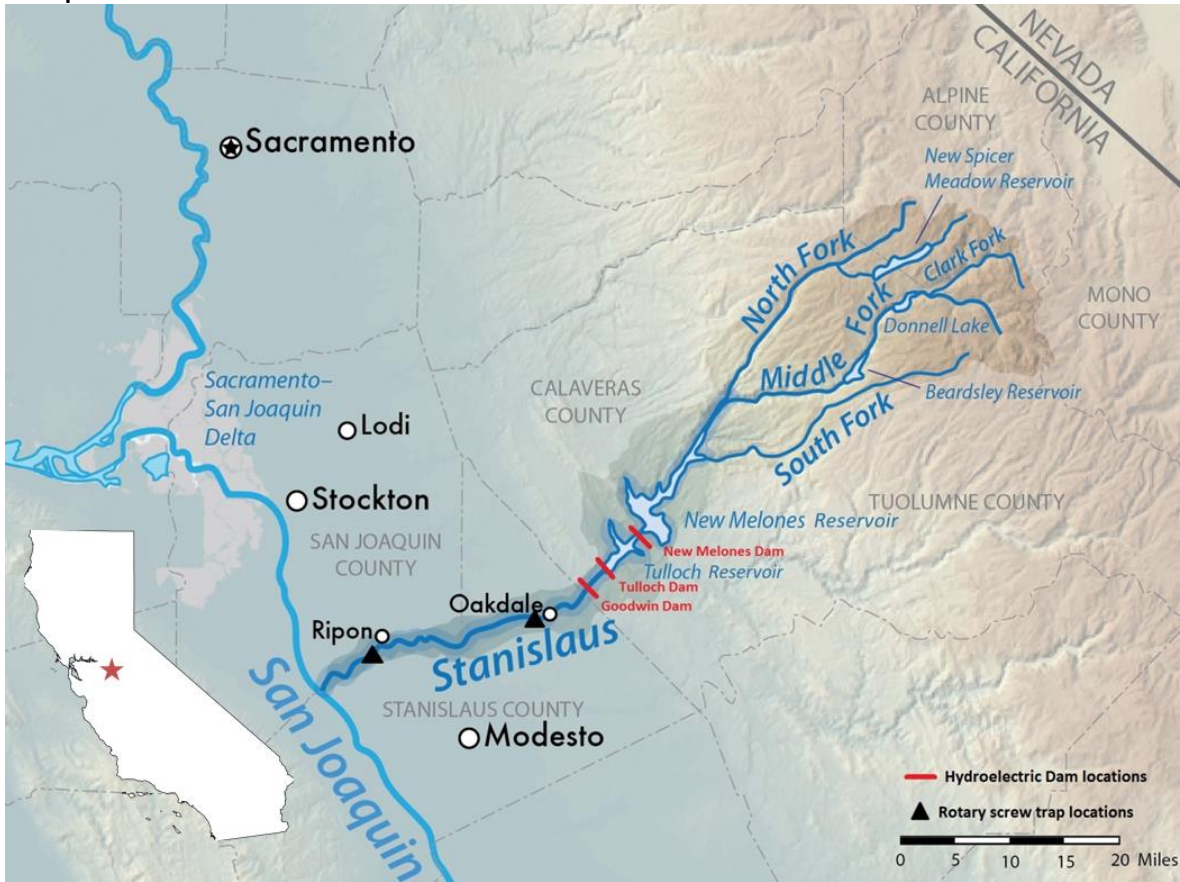 NEVADA
CALIFORNIA
ALPINE
COUNTY
New Spicer
Meadow Reservoir
Sacramento
North Fork
Clark Fork
Fork
MONO
COUNTY
Donnell Lake
Middle
Beardsley Reservoir
Sacramento–
San Joaquin
Delta
CALAVERAS
COUNTY
Lodi
South Fork
Stockton
TUOLUMNE COUNTY
New Melones Reservoir
SAN JOAQUIN
COUNTY
New Melones Dam
Tulloch Reservoir
Tulloch Dam
Goodwin Dam
Oakdale
Ripon
Stanislaus
San Joaquin
STANISLAUS COUNTY
Modesto
Hydroelectric Dam locations
Rotary screw trap locations
0 5 10 15 20 Miles